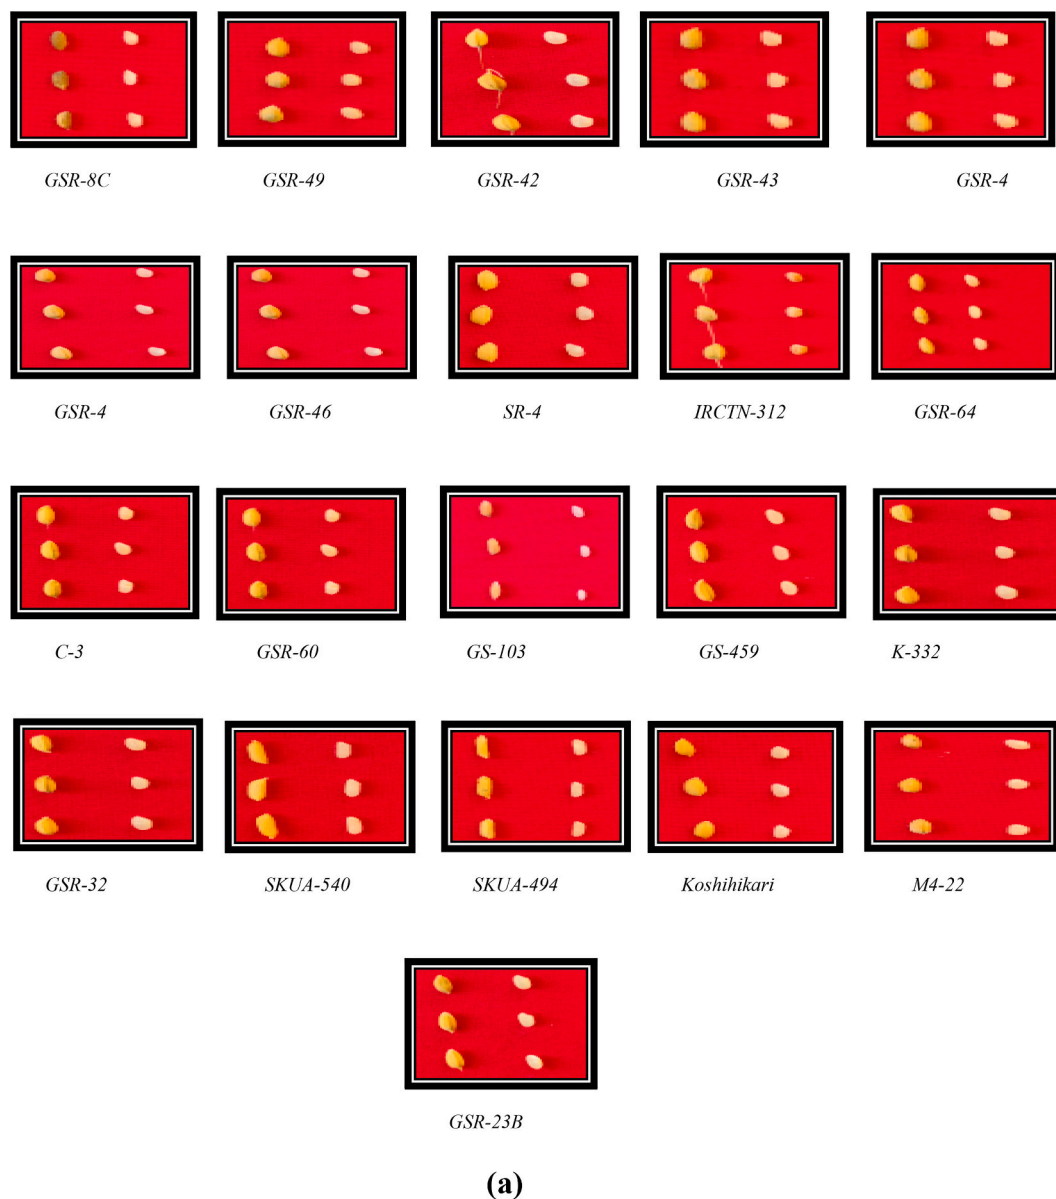 GSR-8C GSR-49 GSR-42 GSR-43 GSR-4
GSR-4 GSR-46 SR-4 IRCTN-312 GSR-64
C-3 GSR-60 GS-103 GS-459 K-332
GSR-32 SKUA-540 SKUA-494 Koshihikari M4-22
GSR-23B
(a)